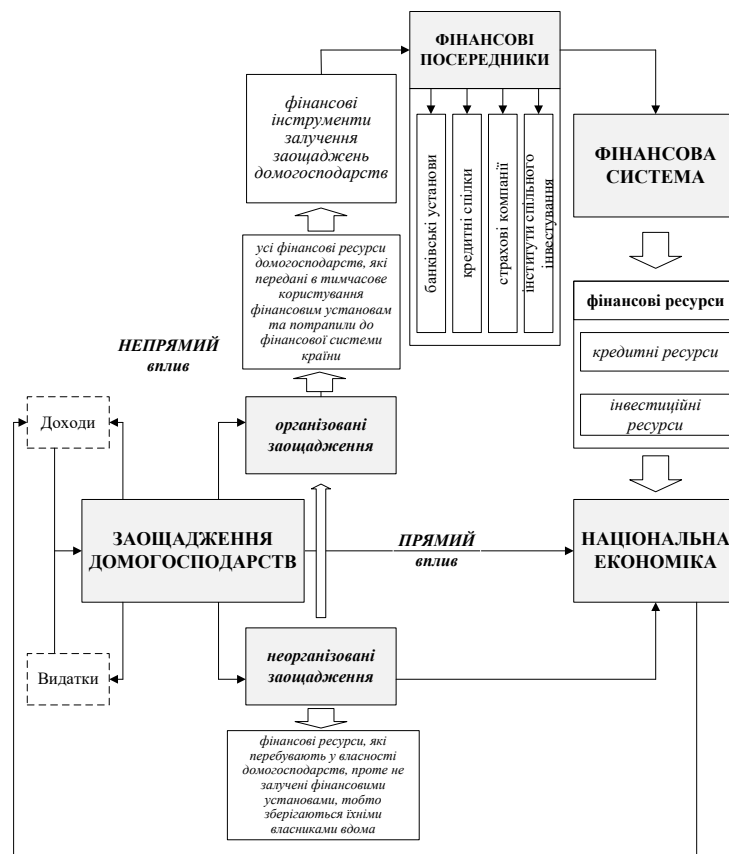 ФІНАНСОВІ
ПОСЕРЕДНИКИ
фінансові
інструменти
залучення
заощаджень
домогосподарств
банківські установи
кредитні спілки
страхові компанії
інститути спільного
інвестування
ФІНАНСОВА
СИСТЕМА
усі фінансові ресурси
домогосподарств, які
передані в тимчасове
користування
фінансовим установам
та потрапили до
фінансової системи
країни
фінансові ресурси
кредитні ресурси
інвестиційні
ресурси
НЕПРЯМИЙ
вплив
Доходи
організовані
заощадження
ЗАОЩАДЖЕННЯ
ДОМОГОСПОДАРСТВ
ПРЯМИЙ
вплив
НАЦІОНАЛЬНА
ЕКОНОМІКА
Видатки
неорганізовані
заощадження
фінансові ресурси, які
перебувають у власності
домогосподарств, проте не
залучені фінансовими
установами, тобто
зберігаються їхніми
власниками вдома